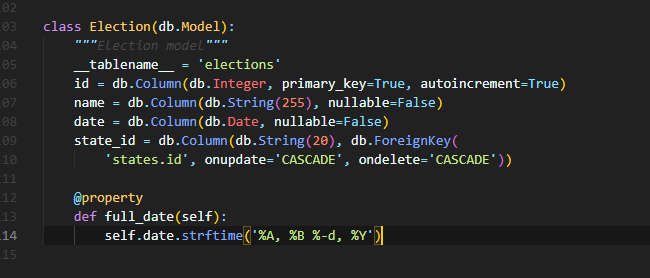 02
03 class Election(db.Model):
04 """Election model"""
05 __tablename__ = 'elections'
06 id = db.Column(db.Integer, primary_key=True, autoincrement=True)
07 name = db.Column(db.String(255), nullable=False)
08 date = db.Column(db.Date, nullable=False)
09 state_id = db.Column(db.String(20), db.ForeignKey(
10 'states.id', onupdate='CASCADE', ondelete='CASCADE'))
11
12 @property
13 def full_date(self):
114 self.date.strftime('%A, %B %-d, %Y')
115